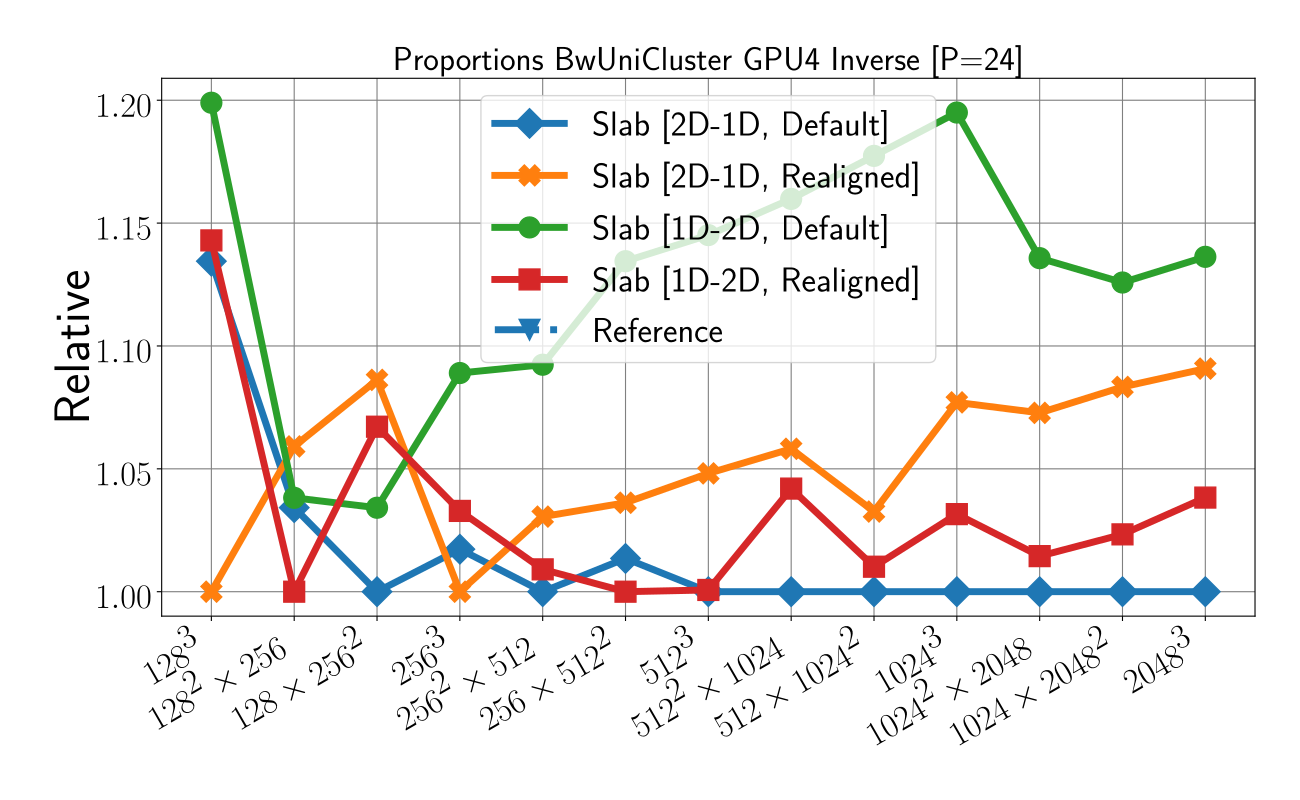 Proportions BwUniCluster GPU4 Inverse [P=24]
Relative
1.20
1.15
1.10
1.05
1.00
Slab [2D-1D, Default]
Slab [2D-1D, Realigned]
Slab [1D-2D, Default]
Slab [1D-2D, Realigned]
Reference
128³
128² × 256
128 × 256²
256³
256² × 512
256 × 512²
512³
512² × 1024
512 × 1024²
1024³
1024² × 2048
1024 × 2048²
2048³